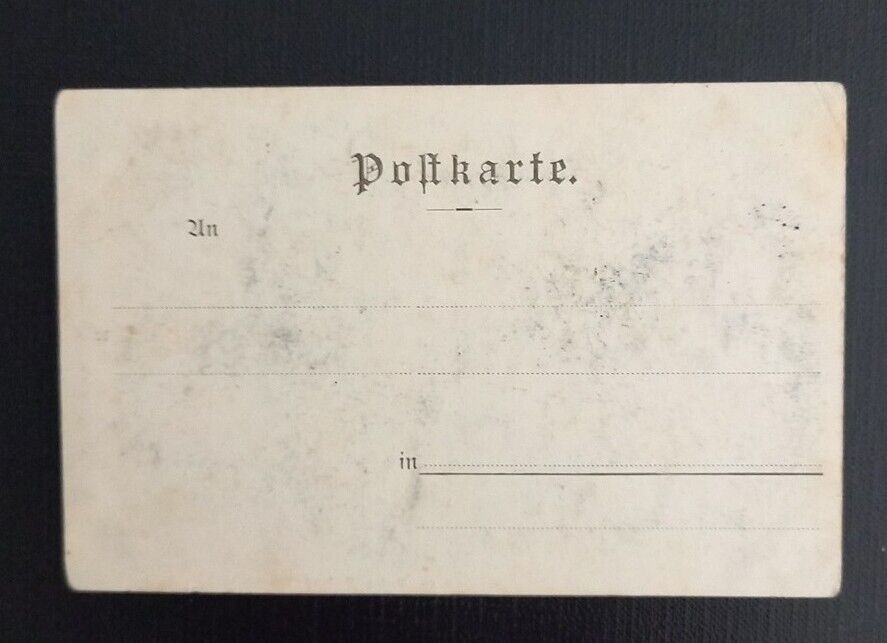 Poſtkarte.
An
in